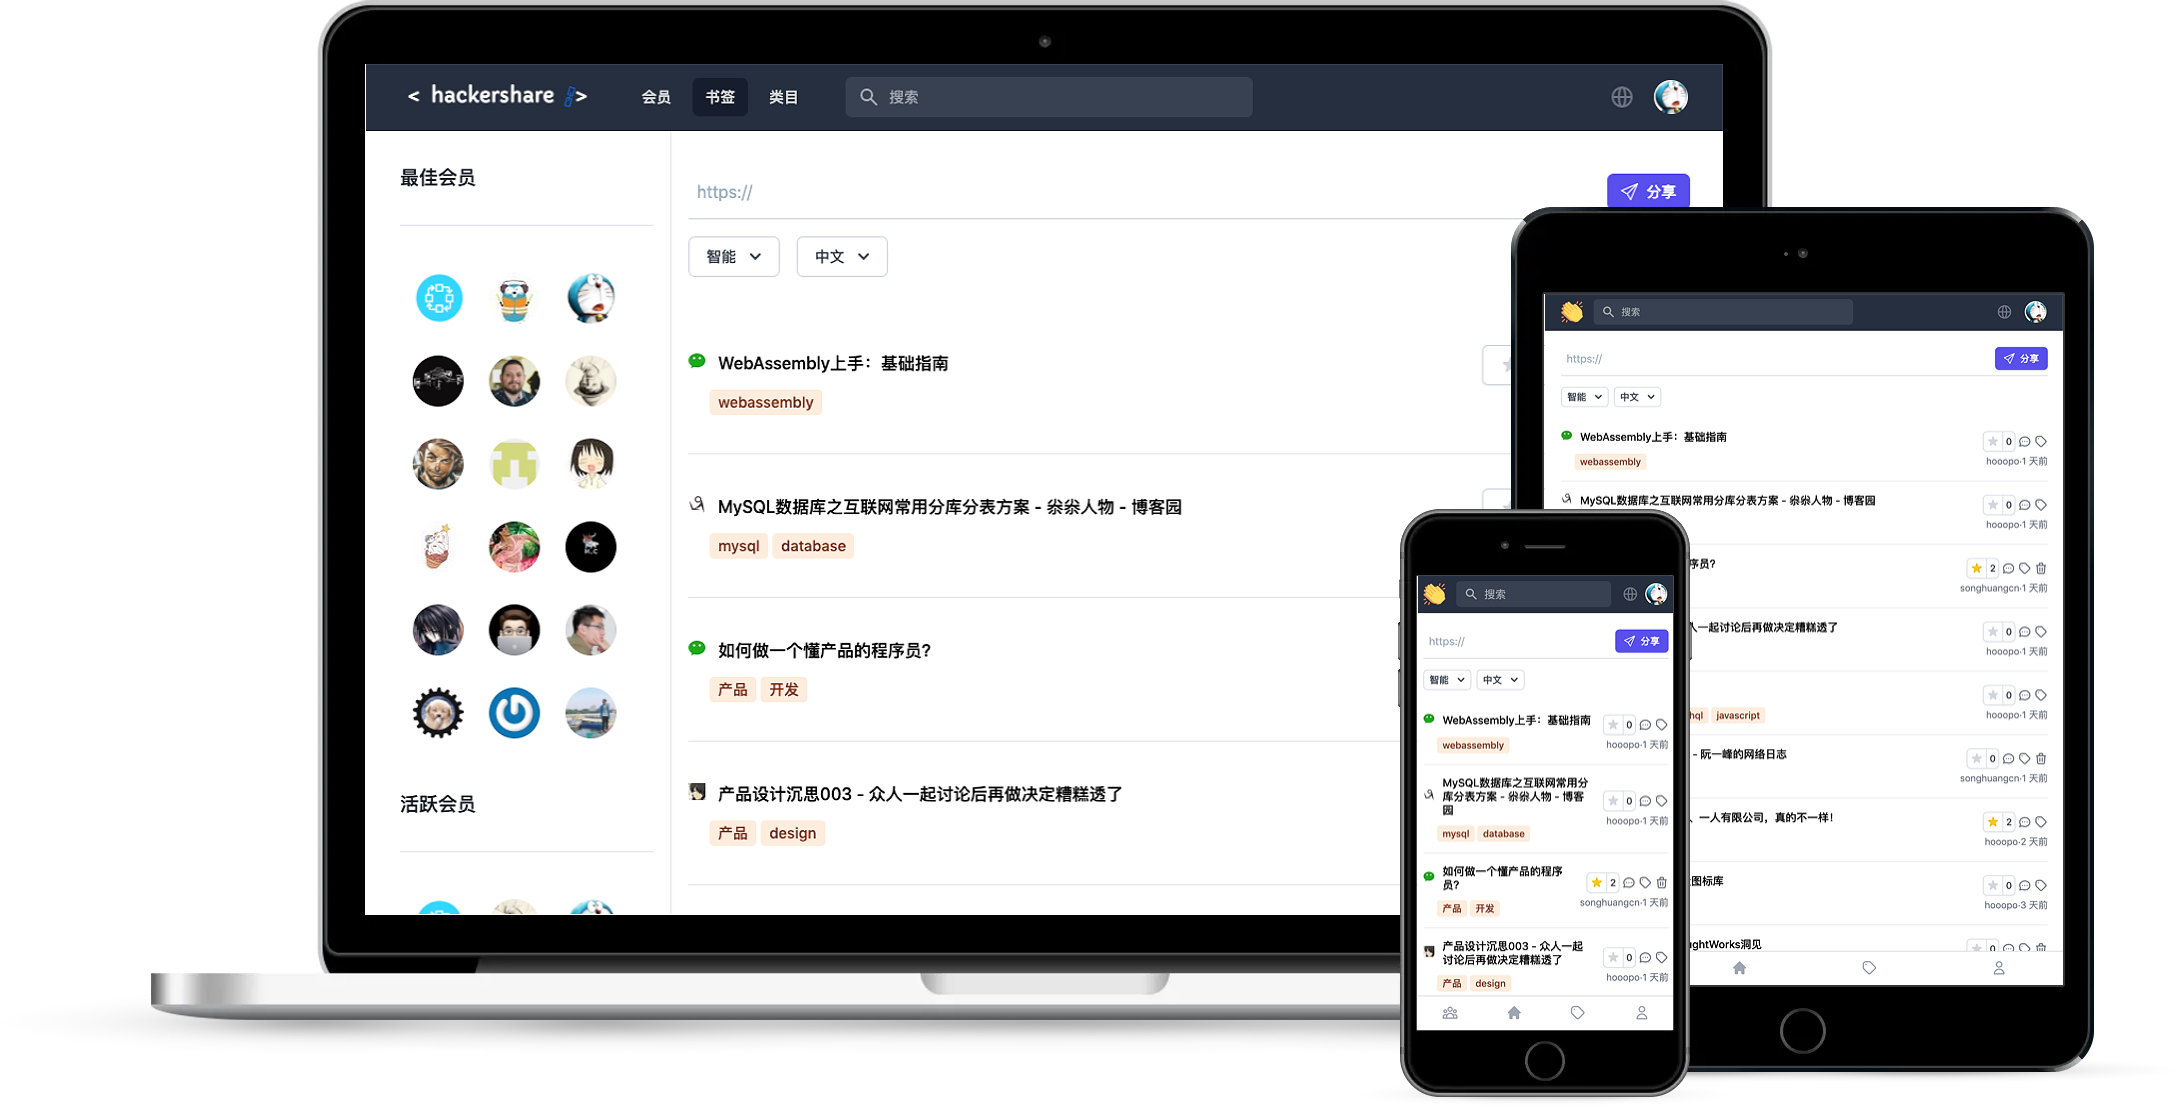 < hackershare >
会员
书签
类目
搜索
最佳会员
活跃会员
https://
分享
智能
中文
WebAssembly上手：基础指南
webassembly
MySQL数据库之互联网常用分库分表方案 - 尛尛人物 - 博客园
mysql database
如何做一个懂产品的程序员?
产品 开发
产品设计沉思003 - 众人一起讨论后再做决定糟糕透了
产品 design
搜索
https://
分享
智能
中文
WebAssembly上手：基础指南
0
webassembly
hooopo·1 天前
MySQL数据库之互联网常用分库分表方案 - 尛尛人物 - 博客园
0
hooopo·1 天前
序员?
2
songhuangcn·1 天前
人一起讨论后再做决定糟糕透了
0
hooopo·1 天前
0
hql javascript
hooopo·1 天前
- 阮一峰的网络日志
0
songhuangcn·1 天前
、一人有限公司，真的不一样!
2
hooopo·2 天前
图标库
0
hooopo·3 天前
ughtWorks洞见
0
搜索
https://
分享
智能
中文
WebAssembly上手：基础指南
0
webassembly
hooopo·1 天前
MySQL数据库之互联网常用分
库分表方案 - 尛尛人物 - 博客
园
0
hooopo·1 天前
mysql database
如何做一个懂产品的程序
员?
2
songhuangcn·1 天前
产品 开发
产品设计沉思003 - 众人一起
讨论后再做决定糟糕透了
0
hooopo·1 天前
产品 design